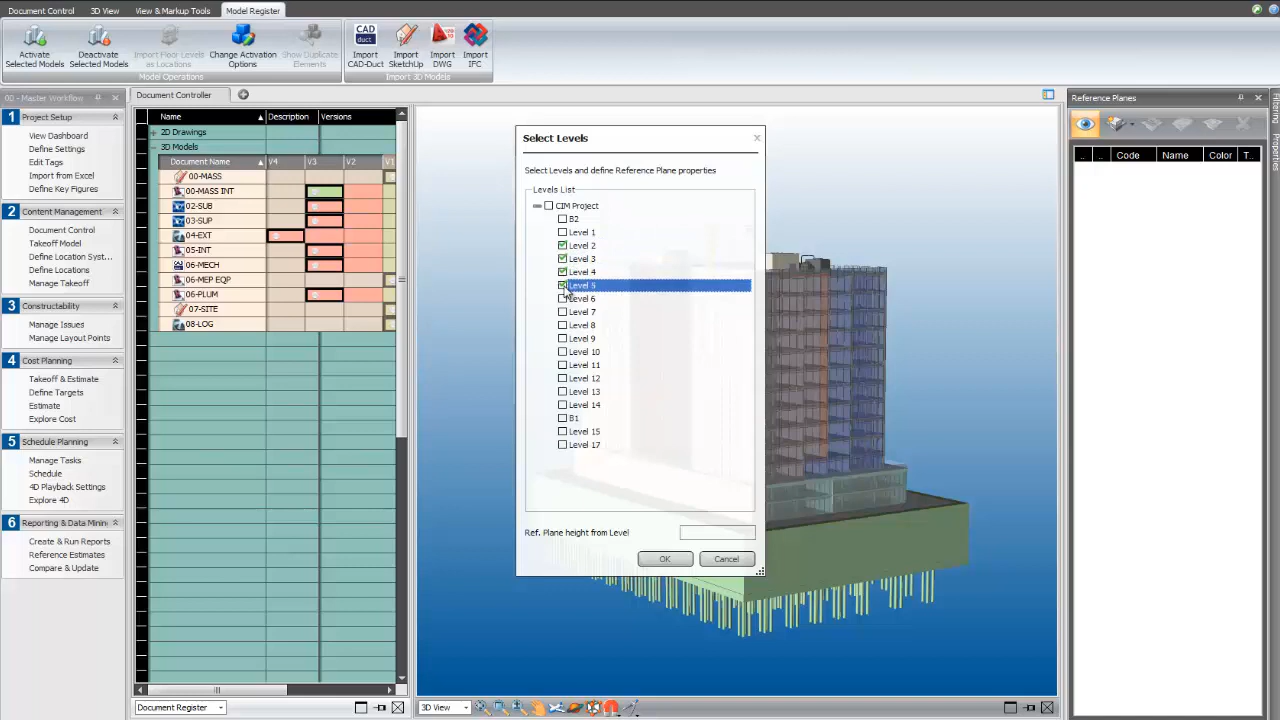 Document Control 3D View View & Markup Tools Model Register
Activate Selected Models
Deactivate Selected Models
Import Floor Levels as Locations
Change Activation Options
Show Duplicate Elements
Model Operations
Import CAD-Duct
Import SketchUp
Import DWG
Import IFC
Import 3D Models
00 - Master Workflow
1 Project Setup
View Dashboard
Define Settings
Edit Tags
Import from Excel
Define Key Figures
2 Content Management
Document Control
Takeoff Model
Define Location Syst...
Define Locations
Manage Takeoff
3 Constructability
Manage Issues
Manage Layout Points
4 Cost Planning
Takeoff & Estimate
Define Targets
Estimate
Explore Cost
5 Schedule Planning
Manage Tasks
Schedule
4D Playback Settings
Explore 4D
6 Reporting & Data Minin
Create & Run Reports
Reference Estimates
Compare & Update
Document Controller
Name Description Versions
2D Drawings
3D Models
Document Name V4 V3 V2 V1
00-MASS
00-MASS INT
02-SUB
03-SUP
04-EXT
05-INT
06-MECH
06-MEP EQP
06-PLUM
07-SITE
08-LOG
Document Register
Select Levels
Select Levels and define Reference Plane properties
Levels List
CIM Project
B2
Level 1
Level 2
Level 3
Level 4
Level 5
Level 6
Level 7
Level 8
Level 9
Level 10
Level 11
Level 12
Level 13
Level 14
B1
Level 15
Level 17
Ref. Plane height from Level
OK Cancel
3D View
Reference Planes
.. .. Code Name Color T..
Filtering
Properties